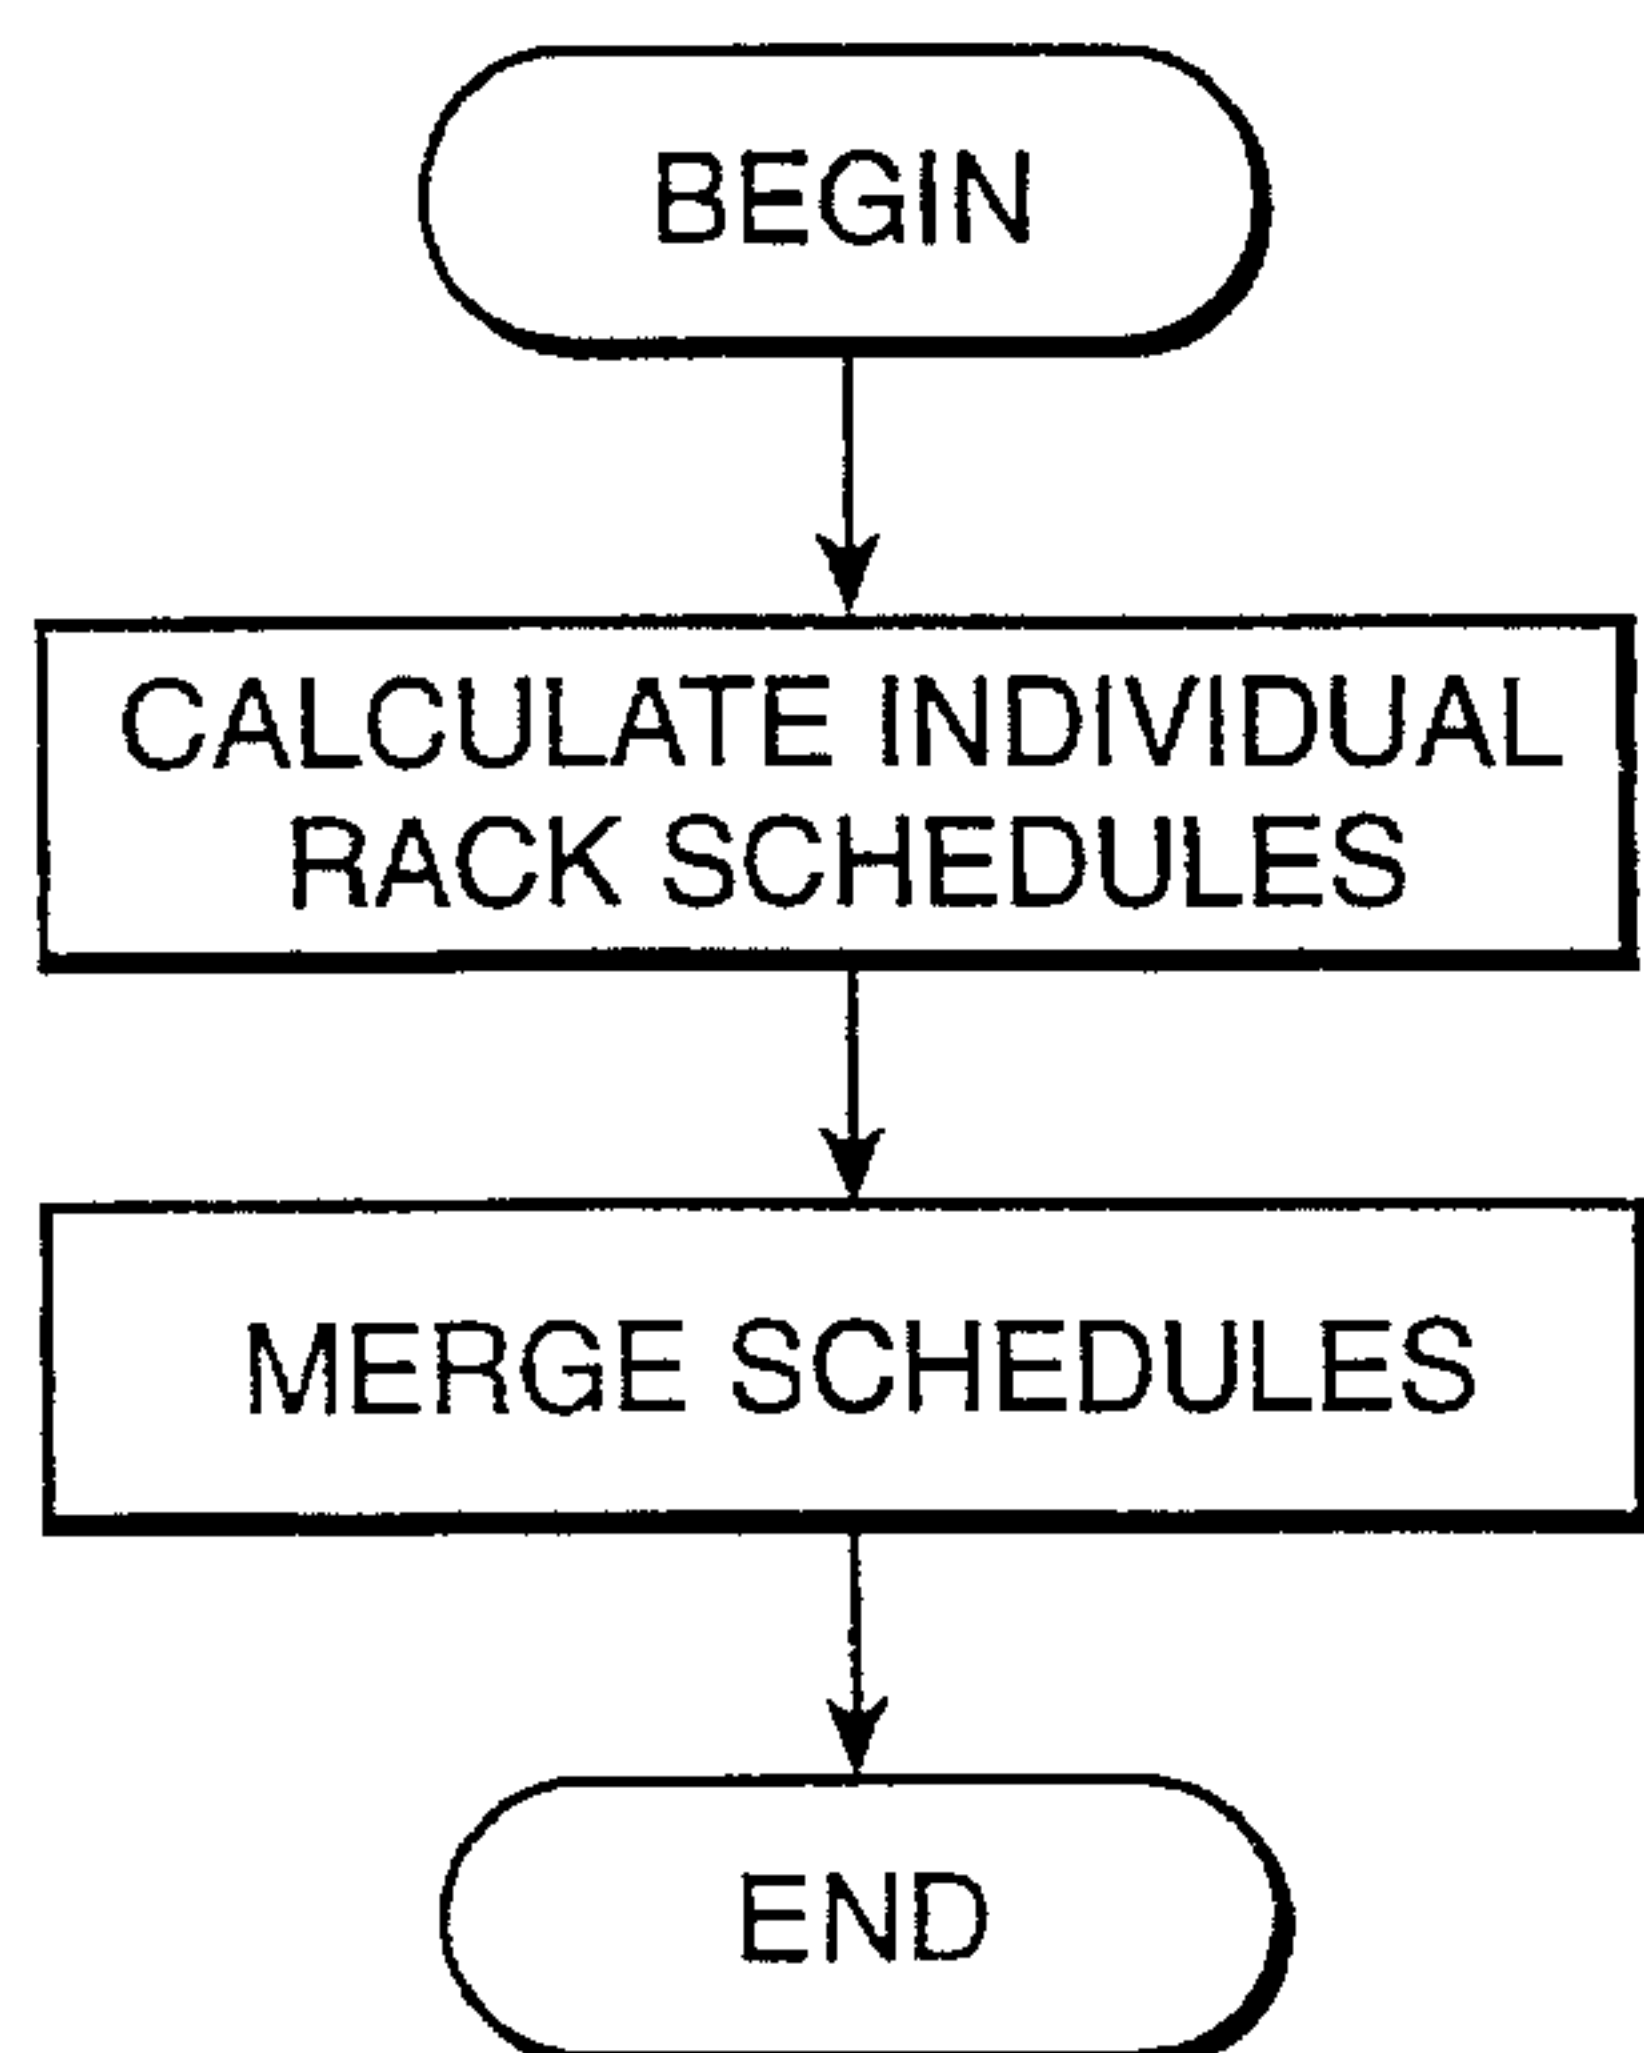 BEGIN
CALCULATE INDIVIDUAL
RACK SCHEDULES
MERGE SCHEDULES
END